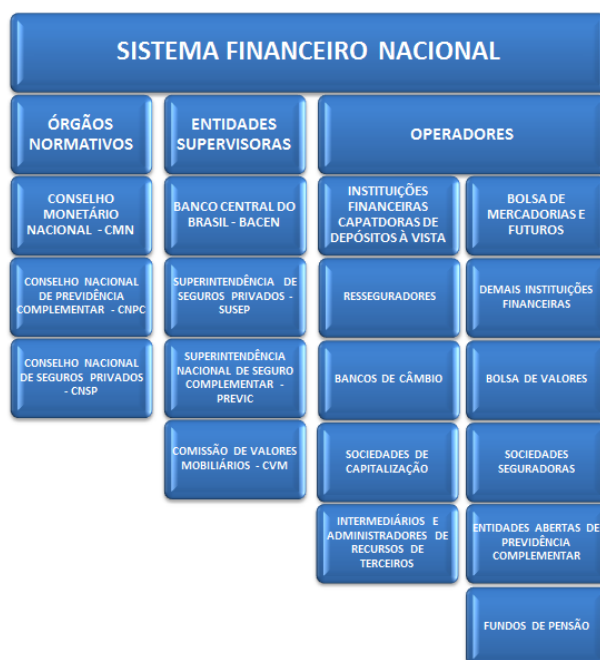 SISTEMA FINANCEIRO NACIONAL
ÓRGÃOS
NORMATIVOS
ENTIDADES
SUPERVISORAS
OPERADORES
CONSELHO
MONETÁRIO
NACIONAL - CMN
BANCO CENTRAL DO
BRASIL - BACEN
INSTITUIÇÕES
FINANCEIRAS
CAPATDORAS DE
DEPÓSITOS À VISTA
BOLSA DE
MERCADORIAS E
FUTUROS
CONSELHO NACIONAL
DE PREVIDÊNCIA
COMPLEMENTAR - CNPC
SUPERINTENDÊNCIA DE
SEGUROS PRIVADOS -
SUSEP
RESSEGURADORES
DEMAIS INSTITUIÇÕES
FINANCEIRAS
CONSELHO NACIONAL
DE SEGUROS PRIVADOS
- CNSP
SUPERINTENDÊNCIA
NACIONAL DE SEGURO
COMPLEMENTAR -
PREVIC
BANCOS DE CÂMBIO
BOLSA DE VALORES
COMISSÃO DE VALORES
MOBILIÁRIOS - CVM
SOCIEDADES DE
CAPITALIZAÇÃO
SOCIEDADES
SEGURADORAS
INTERMEDIÁRIOS E
ADMINISTRADORES DE
RECURSOS DE
TERCEIROS
ENTIDADES ABERTAS DE
PREVIDÊNCIA
COMPLEMENTAR
FUNDOS DE PENSÃO